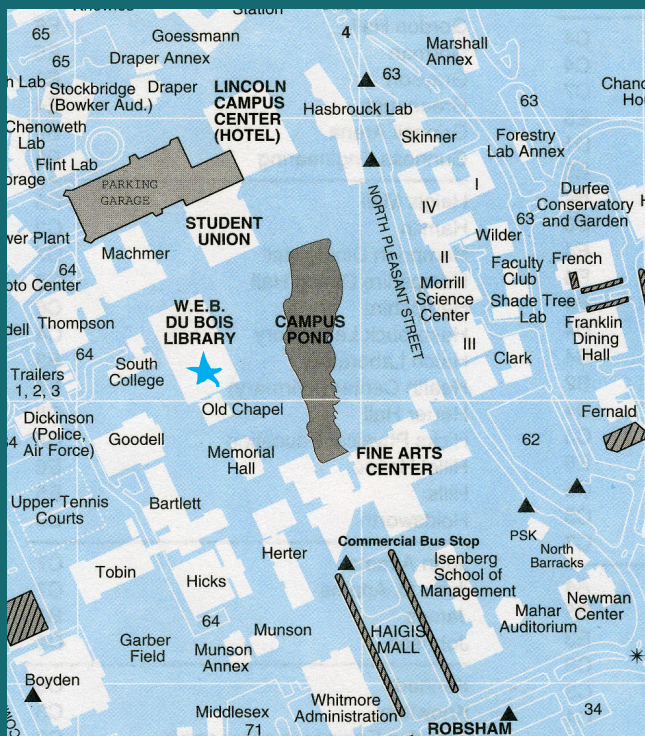 Station
65
Goessmann
4
Marshall
Annex
65
Draper Annex
63
Stockbridge
(Bowker Aud.)
Draper
LINCOLN
CAMPUS
CENTER
(HOTEL)
Hasbrouck Lab
63
Chenoweth
Lab
Skinner
Forestry
Lab Annex
Flint Lab
PARKING
GARAGE
I
IV
Durfee
Conservatory
and Garden
63
STUDENT
UNION
NORTH PLEASANT STREET
Wilder
Machmer
II
Faculty
Club
French
64
Morrill
Science
Center
Shade Tree
Lab
W.E.B.
DU BOIS
LIBRARY
CAMPUS
POND
Thompson
Franklin
Dining
Hall
64
South
College
III
Clark
Trailers
1, 2, 3
Old Chapel
Fernald
Dickinson
(Police,
Air Force)
Goodell
62
Memorial
Hall
FINE ARTS
CENTER
Upper Tennis
Courts
Bartlett
PSK
North
Barracks
Commercial Bus Stop
Herter
Isenberg
School of
Management
Tobin
Hicks
Newman
Center
Mahar
Auditorium
64
Munson
HAIGIS
MALL
Garber
Field
Munson
Annex
Boyden
Whitmore
Administration
Middlesex
71
34
ROBSHAM